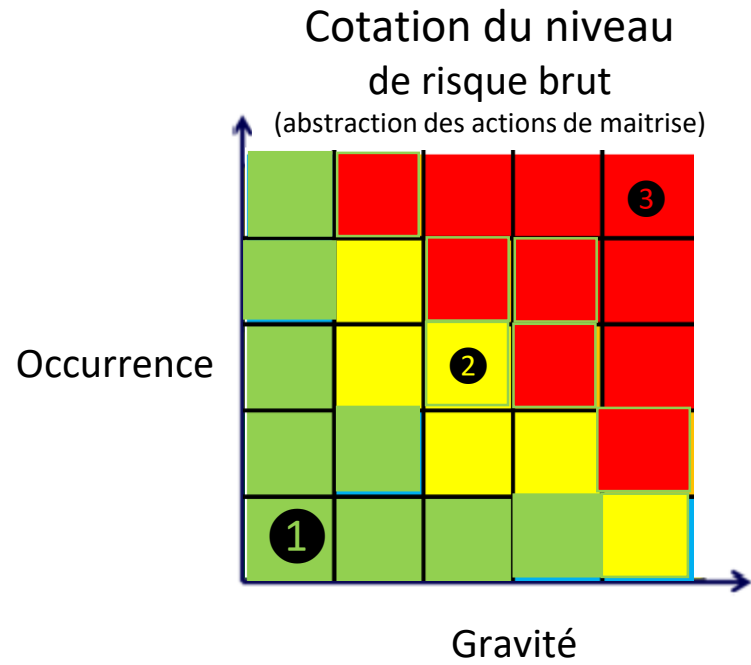 Cotation du niveau
de risque brut
(abstraction des actions de maitrise)
3
Occurrence
2
1
Gravité